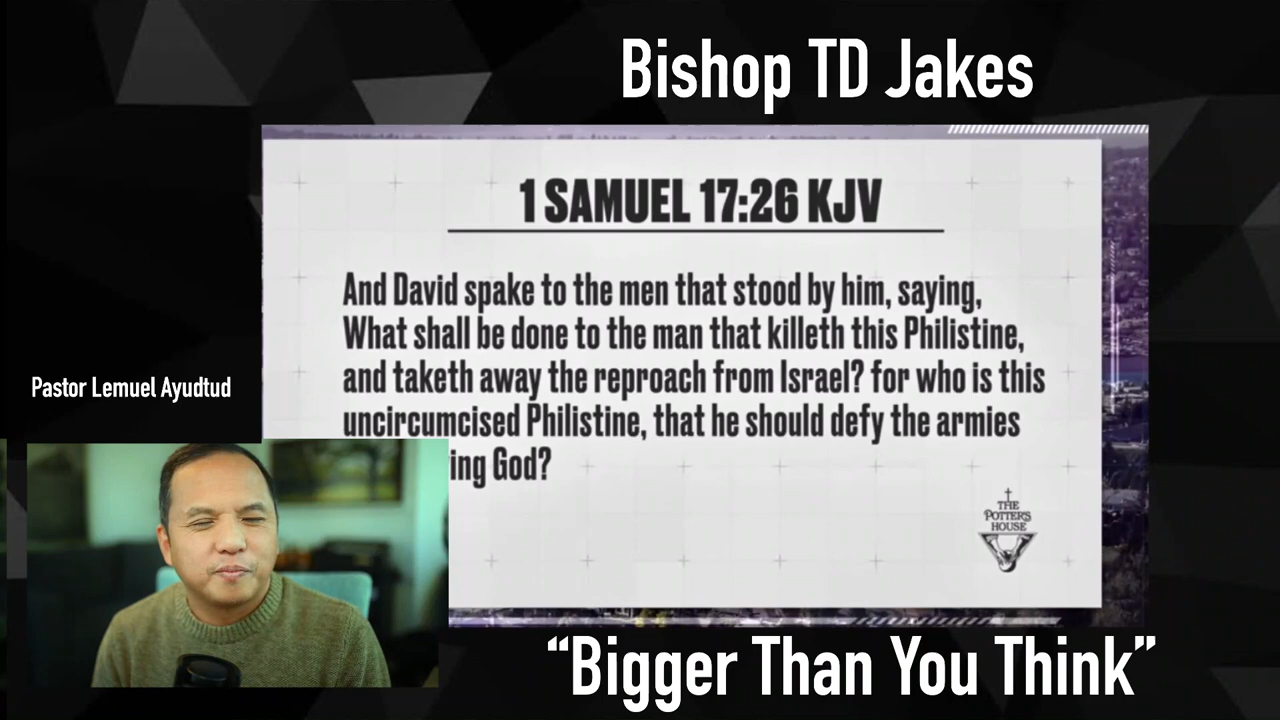 Bishop TD Jakes
1 SAMUEL 17:26 KJV
And David spake to the men that stood by him, saying,
What shall be done to the man that killeth this Philistine,
and taketh away the reproach from Israel? for who is this
uncircumcised Philistine, that he should defy the armies
ing God?
THE
POTTER'S
HOUSE
Pastor Lemuel Ayudtud
“Bigger Than You Think”